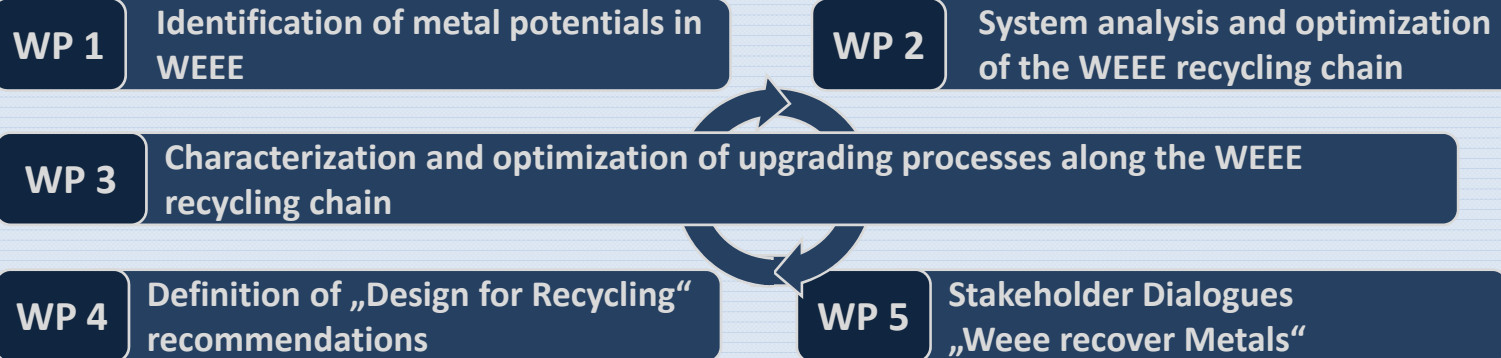 WP 1
Identification of metal potentials in
WEEE
WP 2
System analysis and optimization
of the WEEE recycling chain
WP 3
Characterization and optimization of upgrading processes along the WEEE
recycling chain
WP 4
Definition of „Design for Recycling“
recommendations
WP 5
Stakeholder Dialogues
„Weee recover Metals“